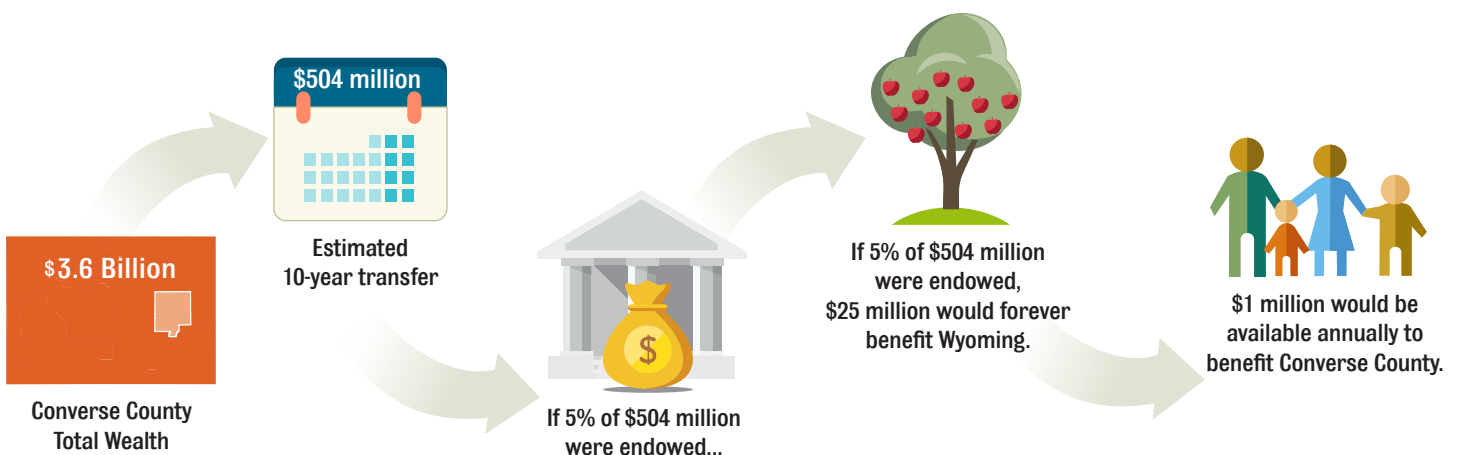 $3.6 Billion
Converse County
Total Wealth
$504 million
Estimated
10-year transfer
$
If 5% of $504 million
were endowed...
If 5% of $504 million
were endowed,
$25 million would forever
benefit Wyoming.
$1 million would be
available annually to
benefit Converse County.